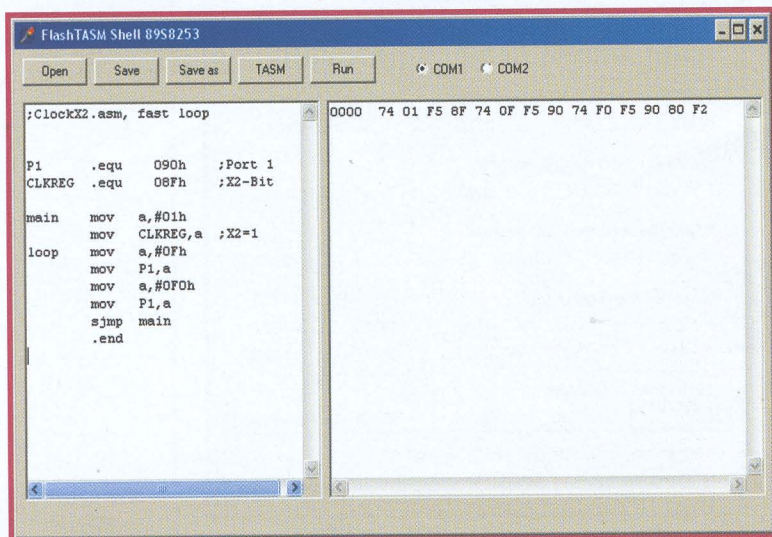 FlashTASM Shell 89S8253
Open Save Save as TASM Run COM1 COM2
;ClockX2.asm, fast loop
P1 .equ 090h ;Port 1
CLKREG .equ 08Fh ;X2-Bit
main mov a,#01h
mov CLKREG,a ;X2=1
loop mov a,#0Fh
mov P1,a
mov a,#0F0h
mov P1,a
sjmp main
.end
0000 74 01 F5 8F 74 0F F5 90 74 F0 F5 90 80 F2